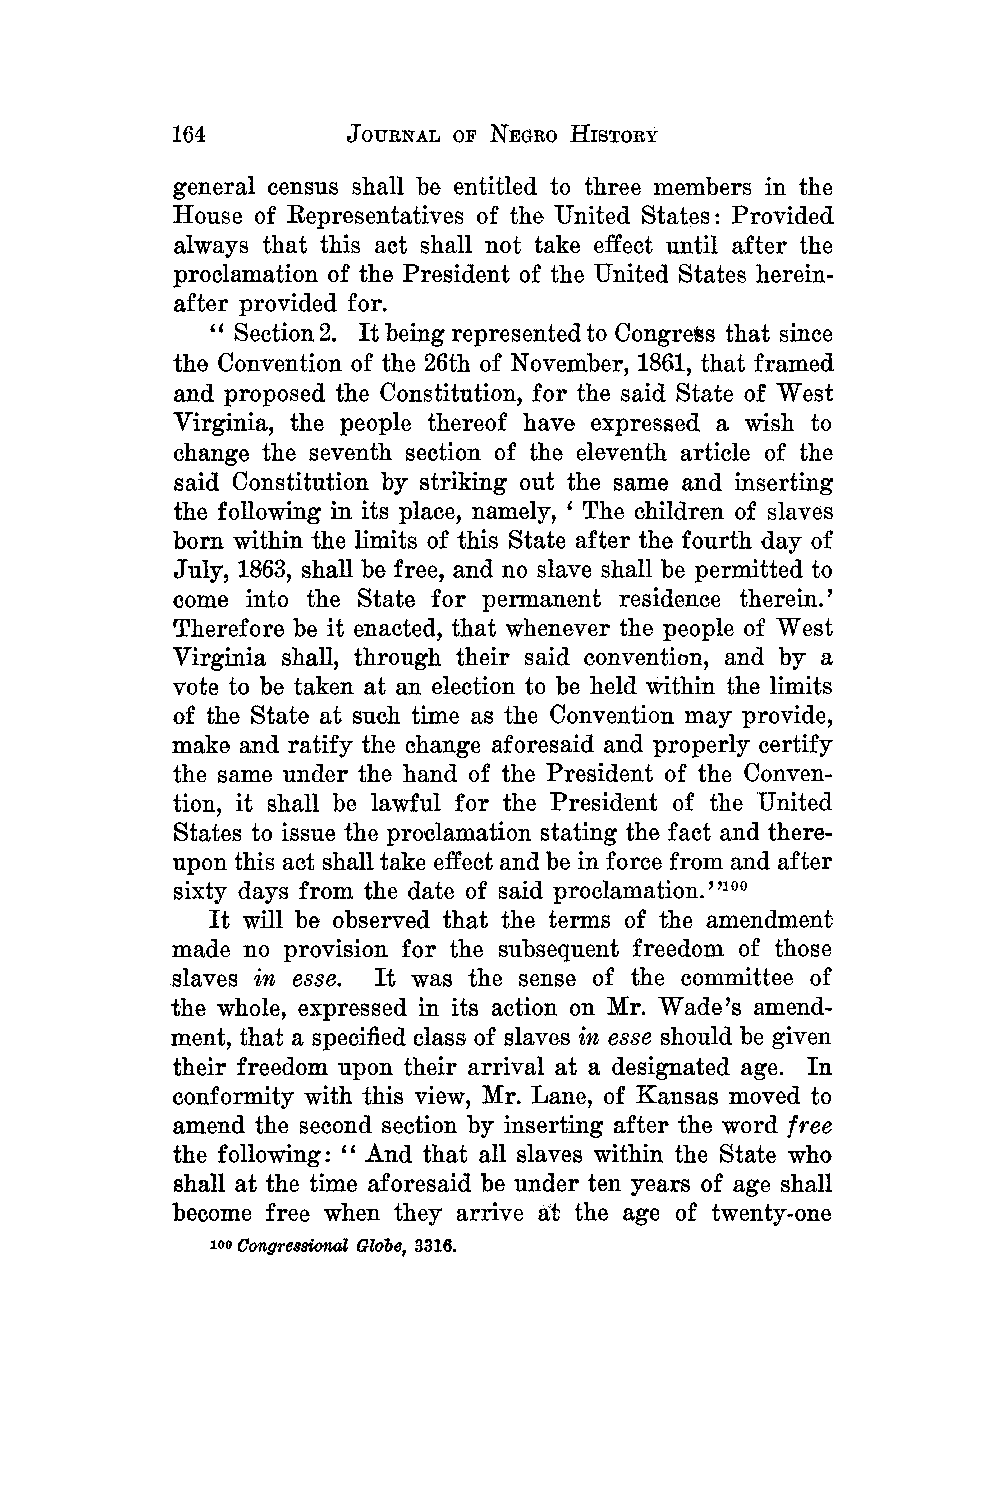 164 JOURNAL OF NEGRO HISTORY
general census shall be entitled to three members in the
House of Representatives of the United States: Provided
always that this act shall not take effect until after the
proclamation of the President of the United States herein-
after provided for.
“ Section 2. It being represented to Congress that since
the Convention of the 26th of November, 1861, that framed
and proposed the Constitution, for the said State of West
Virginia, the people thereof have expressed a wish to
change the seventh section of the eleventh article of the
said Constitution by striking out the same and inserting
the following in its place, namely, ‘ The children of slaves
born within the limits of this State after the fourth day of
July, 1863, shall be free, and no slave shall be permitted to
come into the State for permanent residence therein.’
Therefore be it enacted, that whenever the people of West
Virginia shall, through their said convention, and by a
vote to be taken at an election to be held within the limits
of the State at such time as the Convention may provide,
make and ratify the change aforesaid and properly certify
the same under the hand of the President of the Conven-
tion, it shall be lawful for the President of the United
States to issue the proclamation stating the fact and there-
upon this act shall take effect and be in force from and after
sixty days from the date of said proclamation.’”100
It will be observed that the terms of the amendment
made no provision for the subsequent freedom of those
slaves in esse. It was the sense of the committee of
the whole, expressed in its action on Mr. Wade’s amend-
ment, that a specified class of slaves in esse should be given
their freedom upon their arrival at a designated age. In
conformity with this view, Mr. Lane, of Kansas moved to
amend the second section by inserting after the word free
the following: “ And that all slaves within the State who
shall at the time aforesaid be under ten years of age shall
become free when they arrive at the age of twenty-one
100 Congressional Globe, 3316.